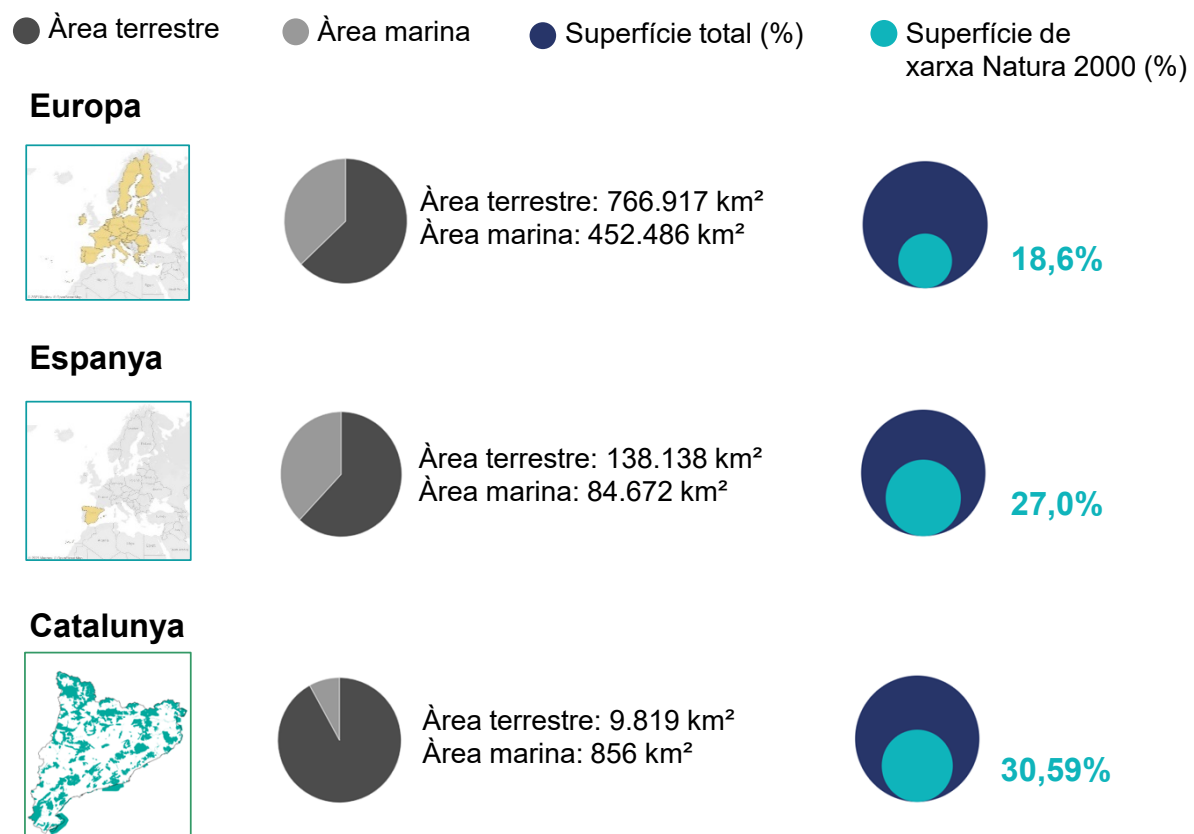 Àrea terrestre
Àrea marina
Superfície total (%)
Superfície de
xarxa Natura 2000 (%)
Europa
Àrea terrestre: 766.917 km²
Àrea marina: 452.486 km²
18,6%
Espanya
Àrea terrestre: 138.138 km²
Àrea marina: 84.672 km²
27,0%
Catalunya
Àrea terrestre: 9.819 km²
Àrea marina: 856 km²
30,59%